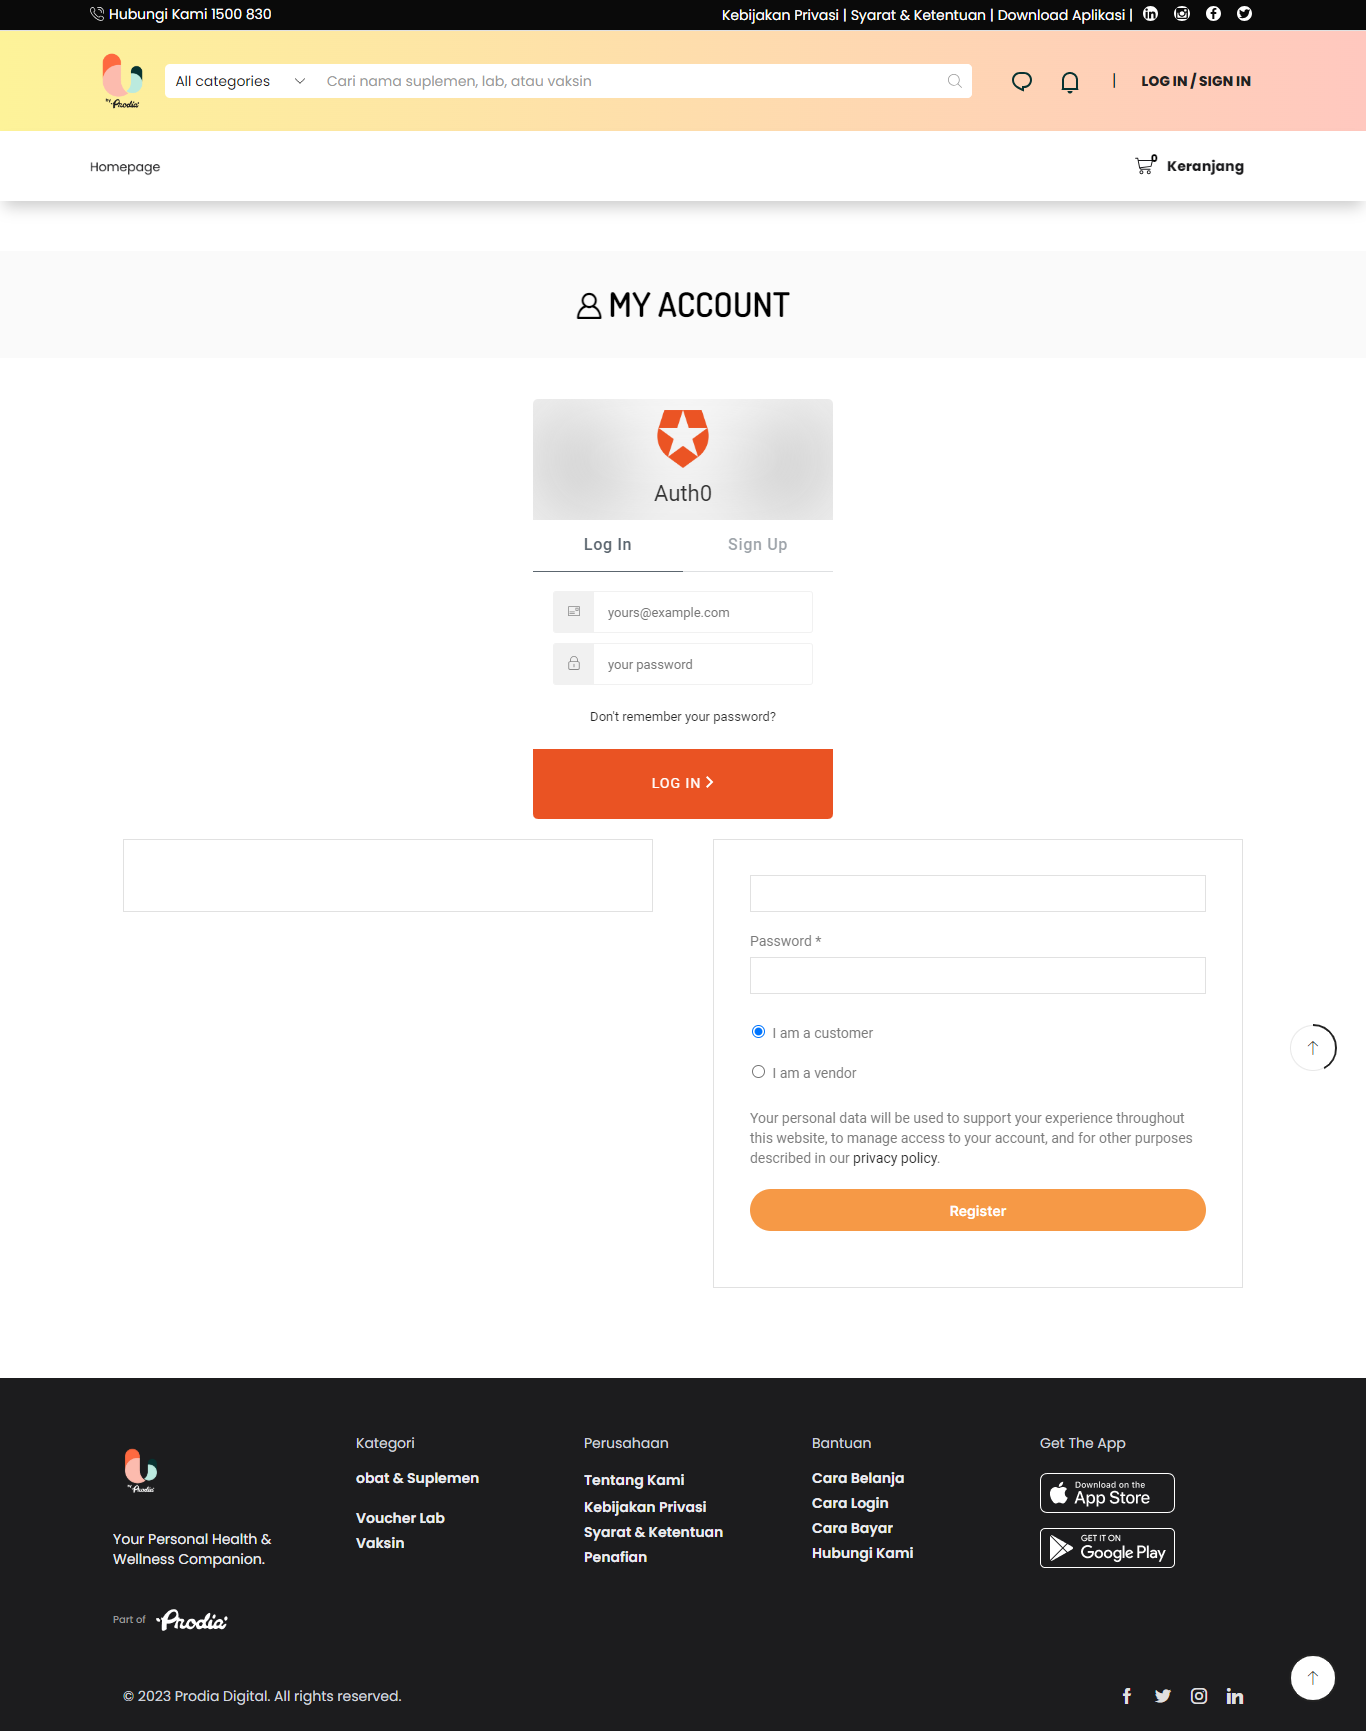 Hubungi Kami 1500 830
Kebijakan Privasi | Syarat & Ketentuan | Download Aplikasi |
by Prodia
All categories
Cari nama suplemen, lab, atau vaksin
| LOG IN / SIGN IN
Homepage
0 Keranjang
MY ACCOUNT
Auth0
Log In
Sign Up
yours@example.com
your password
Don't remember your password?
LOG IN
Password *
I am a customer
I am a vendor
Your personal data will be used to support your experience throughout
this website, to manage access to your account, and for other purposes
described in our privacy policy.
Register
by Prodia
Your Personal Health &
Wellness Companion.
Part of Prodia
Kategori
obat & Suplemen
Voucher Lab
Vaksin
Perusahaan
Tentang Kami
Kebijakan Privasi
Syarat & Ketentuan
Penafian
Bantuan
Cara Belanja
Cara Login
Cara Bayar
Hubungi Kami
Get The App
Download on the
App Store
GET IT ON
Google Play
© 2023 Prodia Digital. All rights reserved.